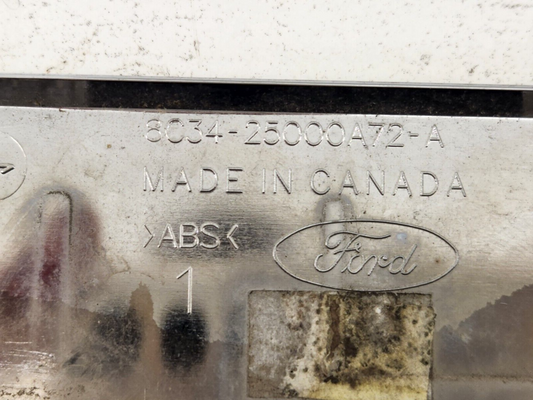 8C34-25000A72-A
MADE IN CANADA
>ABS<
Ford
1